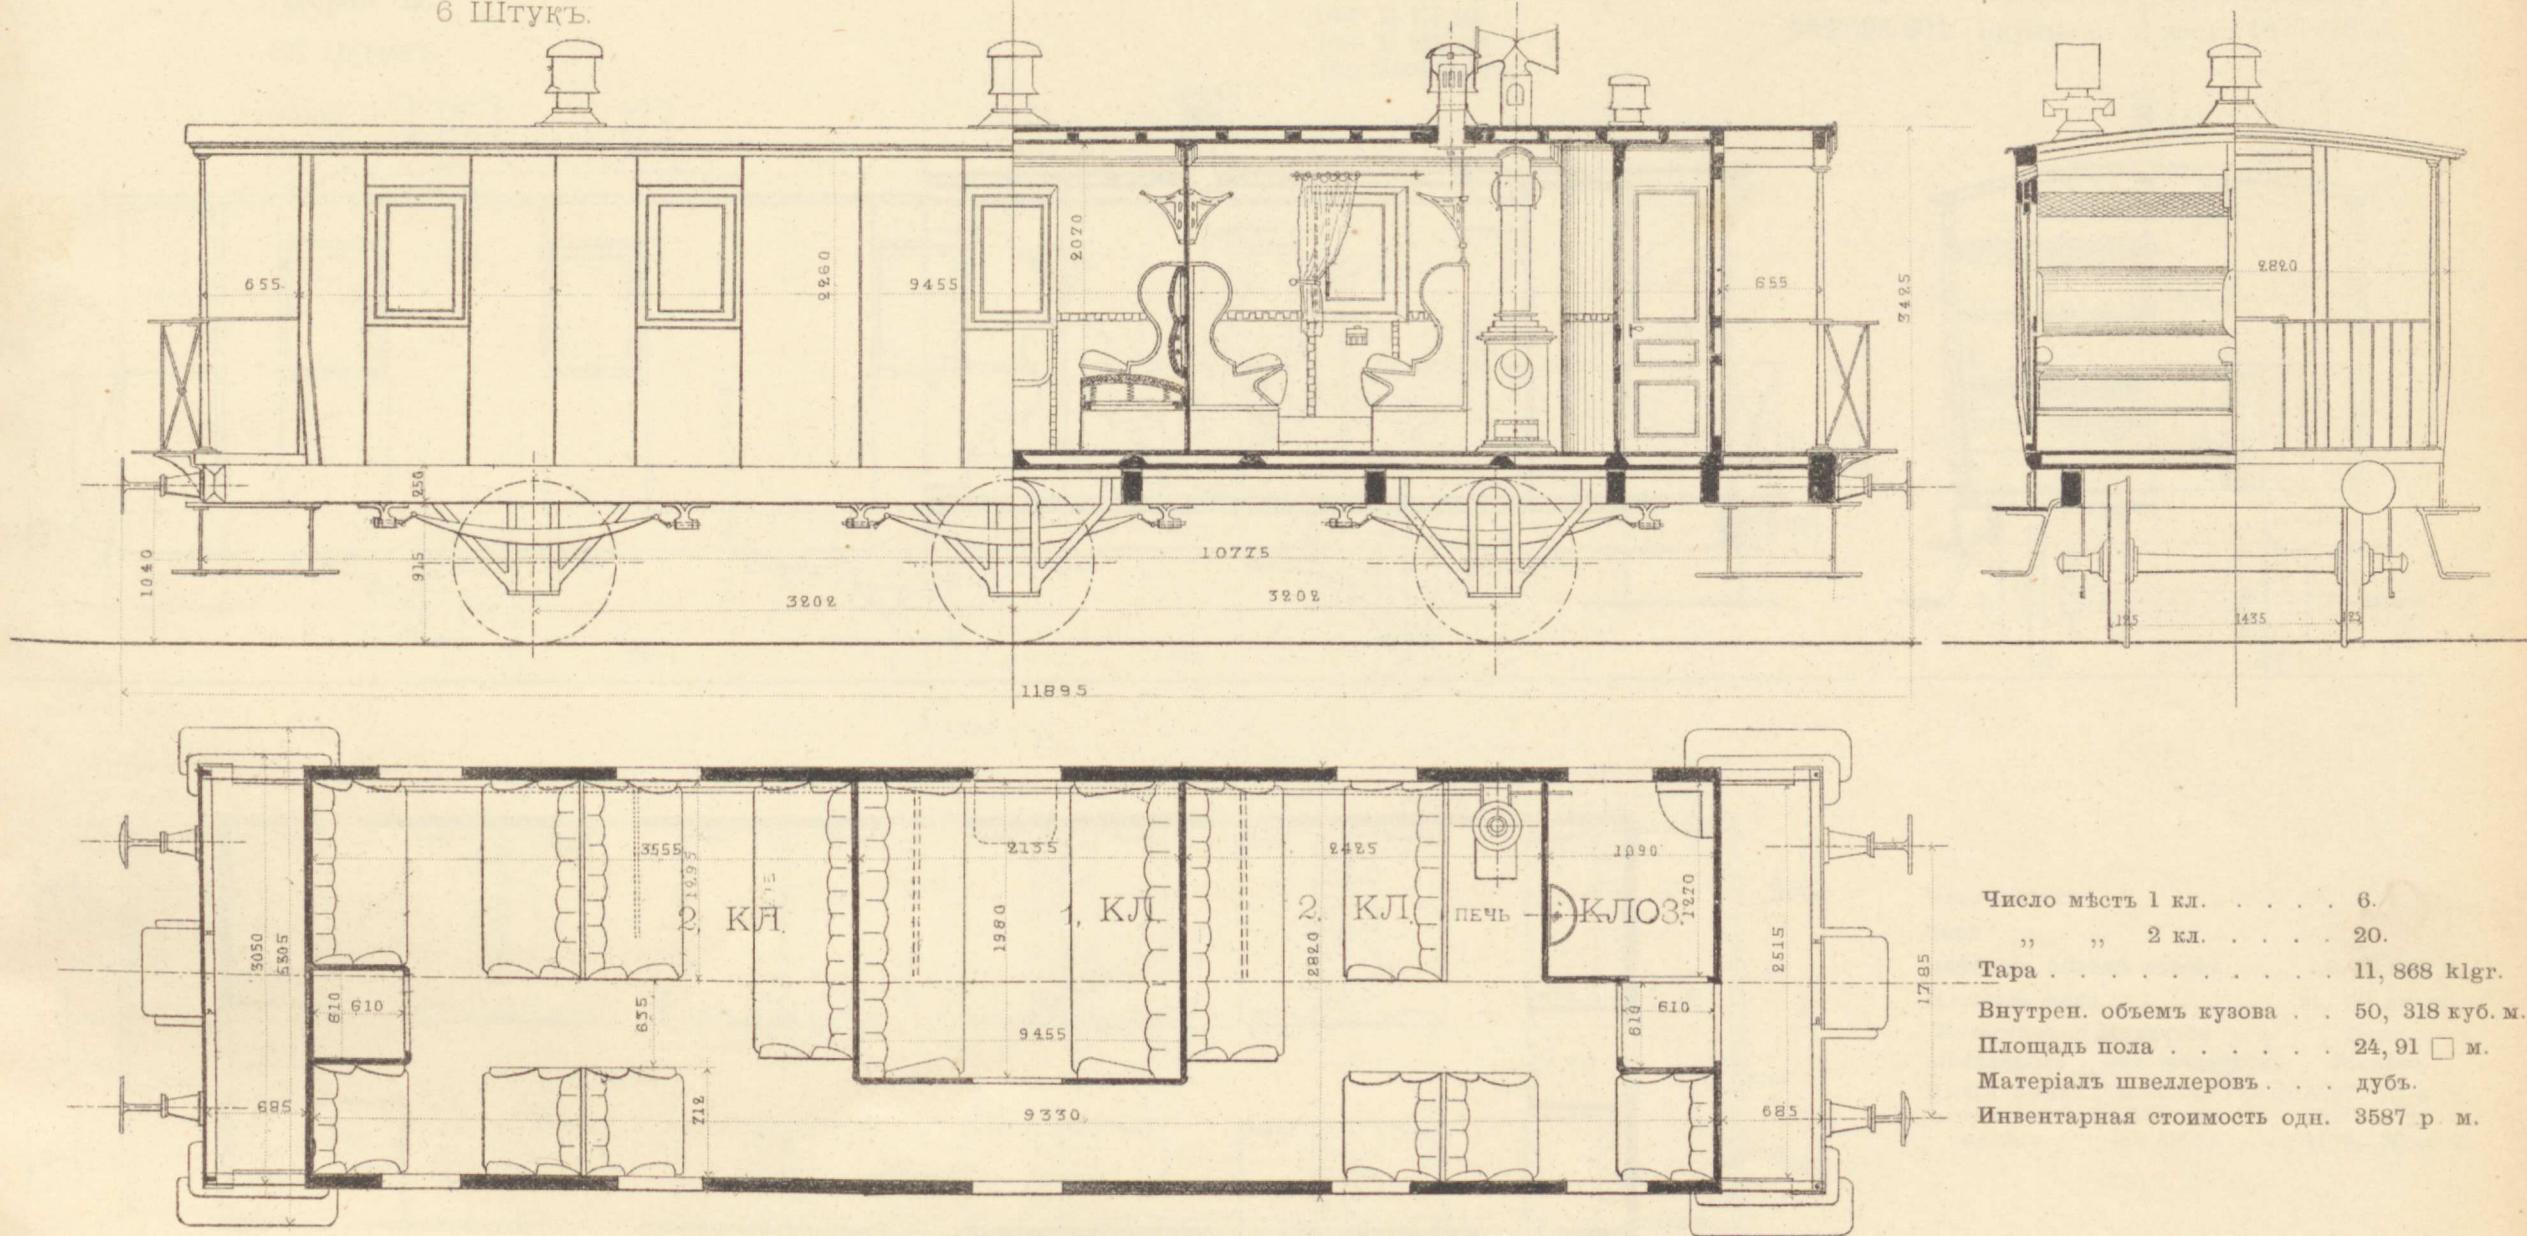 6 Штукъ.
655
2260
9455
2070
655
3425
2820
250
1040
915
10775
3202
3202
125
1435
125
11895
3555
2135
2425
1090
1495
1270
2. КЛ.
1. КЛ.
2. КЛ.
ПЕЧЬ
КЛОЗ.
3050
1980
2820
2515
1785
610
610
635
9455
610
610
685
712
9330
685
Число мѣстъ 1 кл. . . . . 6.
„ „ 2 кл. . . . . 20.
Тара . . . . . . . . . . . 11, 868 klgr.
Внутрен. объемъ кузова . . 50, 318 куб. м.
Площадь пола . . . . . . 24, 91 □ м.
Матеріалъ швеллеровъ . . . дубъ.
Инвентарная стоимость одн. 3587 р м.